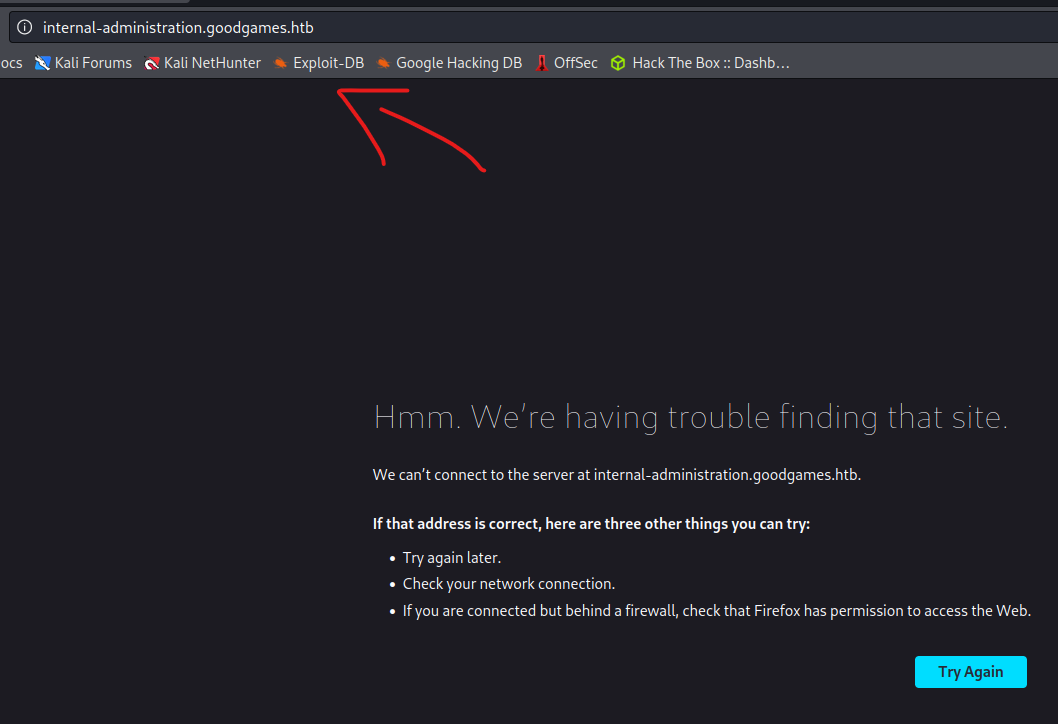 internal-administration.goodgames.htb
ocs Kali Forums Kali NetHunter Exploit-DB Google Hacking DB OffSec Hack The Box :: Dashb…
Hmm. We’re having trouble finding that site.
We can’t connect to the server at internal-administration.goodgames.htb.
If that address is correct, here are three other things you can try:
• Try again later.
• Check your network connection.
• If you are connected but behind a firewall, check that Firefox has permission to access the Web.
Try Again